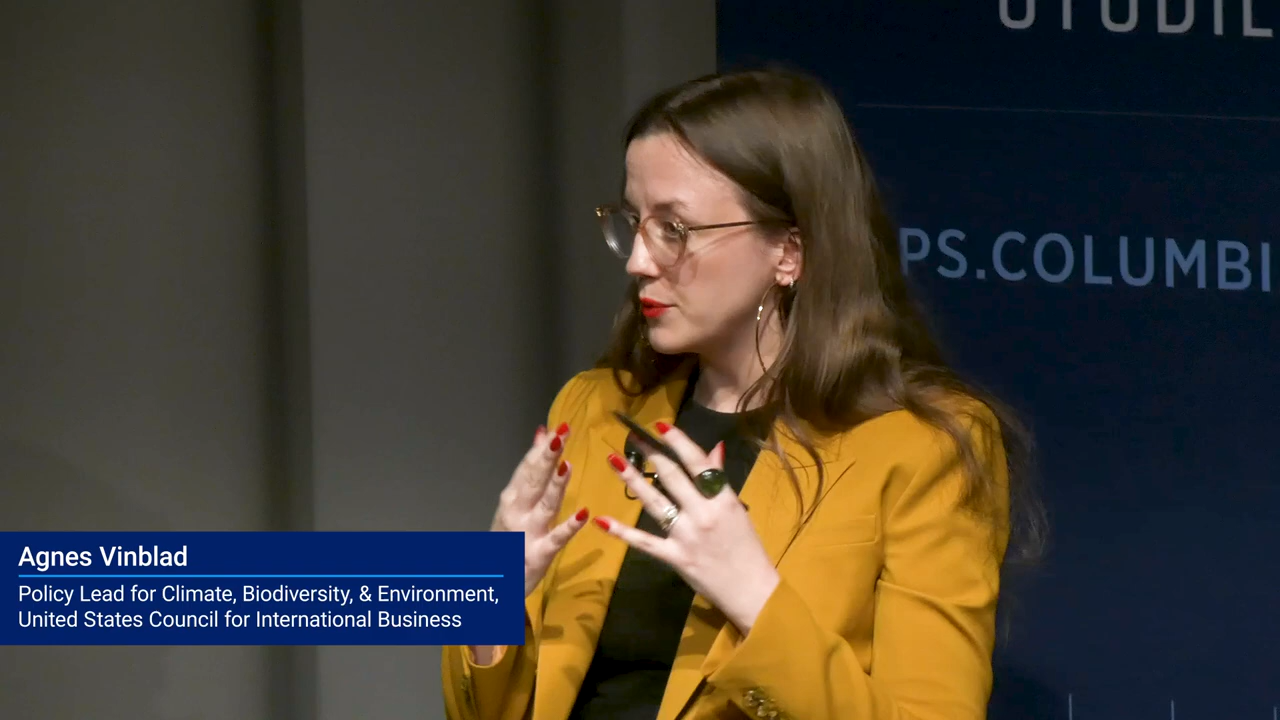 PS.COLUMBI
Agnes Vinblad
Policy Lead for Climate, Biodiversity, & Environment,
United States Council for International Business